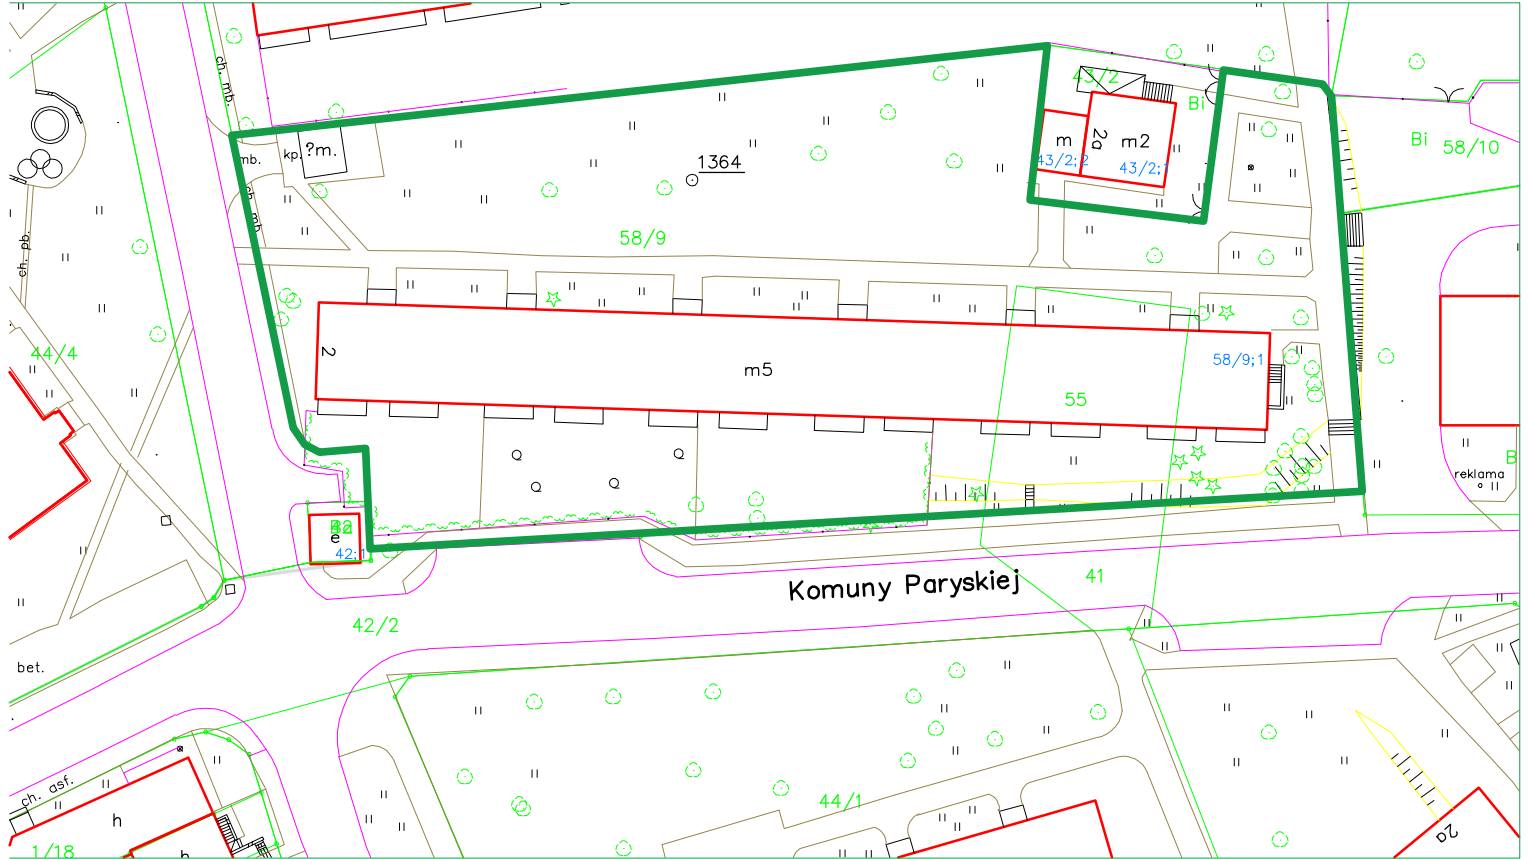 ch. mb.
43/2
Bi
Bi
58/10
mb.
kp.
?m.
1364
m
2a
m2
43/2;2
43/2;1
ch. mb.
ch. pb.
58/9
44/4
2
m5
58/9;1
55
reklama
B
e
42;1
Komuny Paryskiej
41
42/2
bet.
ch. asf.
h
44/1
2a
1/18
h